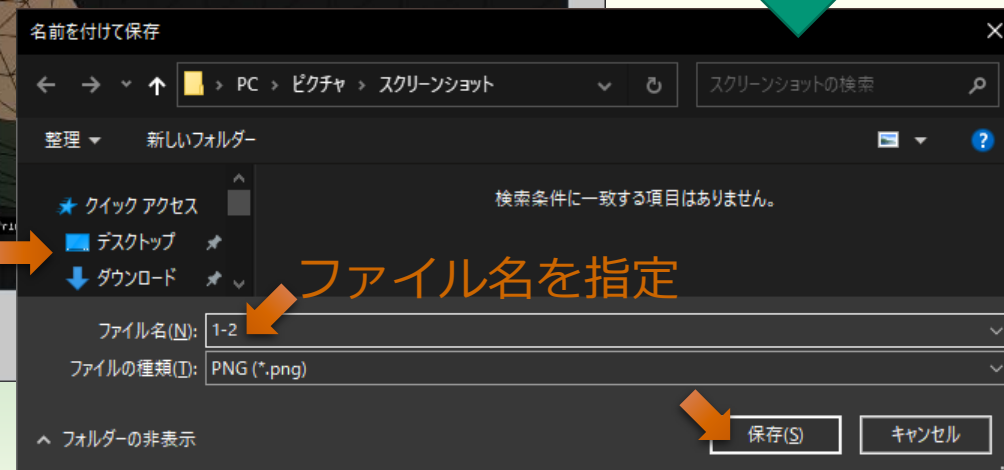 名前を付けて保存
PC > ピクチャ > スクリーンショット
スクリーンショットの検索
整理
新しいフォルダー
クイック アクセス
検索条件に一致する項目はありません。
デスクトップ
ダウンロード
ファイル名を指定
ファイル名(N): 1-2
ファイルの種類(T): PNG (*.png)
フォルダーの非表示
保存(S)
キャンセル